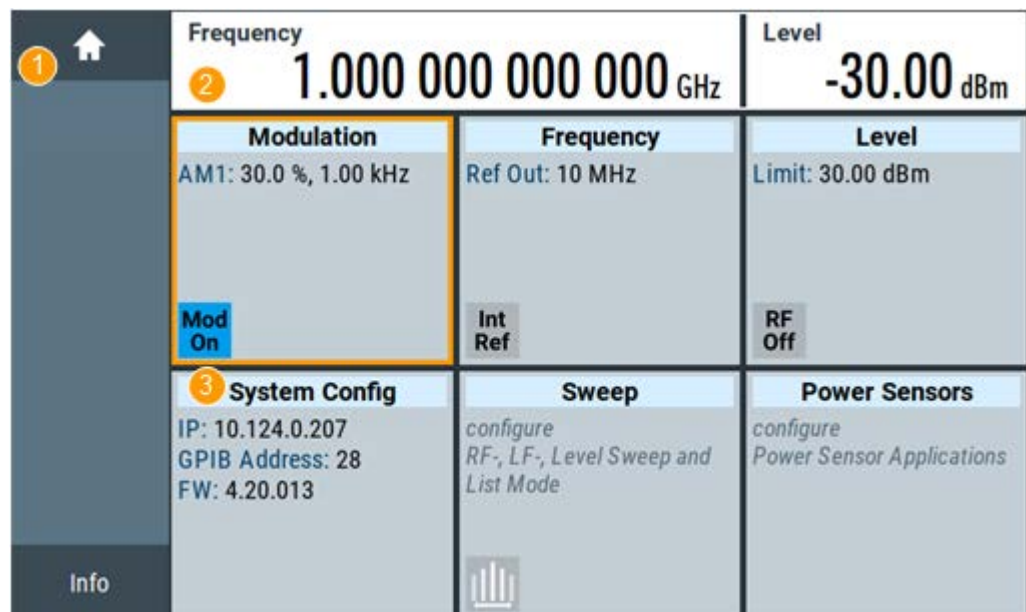 1
Frequency
2
1.000 000 000 000 GHz
Level
-30.00 dBm
Modulation
AM1: 30.0 %, 1.00 kHz
Mod
On
Frequency
Ref Out: 10 MHz
Int
Ref
Level
Limit: 30.00 dBm
RF
Off
3
System Config
IP: 10.124.0.207
GPIB Address: 28
FW: 4.20.013
Sweep
configure
RF-, LF-, Level Sweep and
List Mode
Power Sensors
configure
Power Sensor Applications
Info